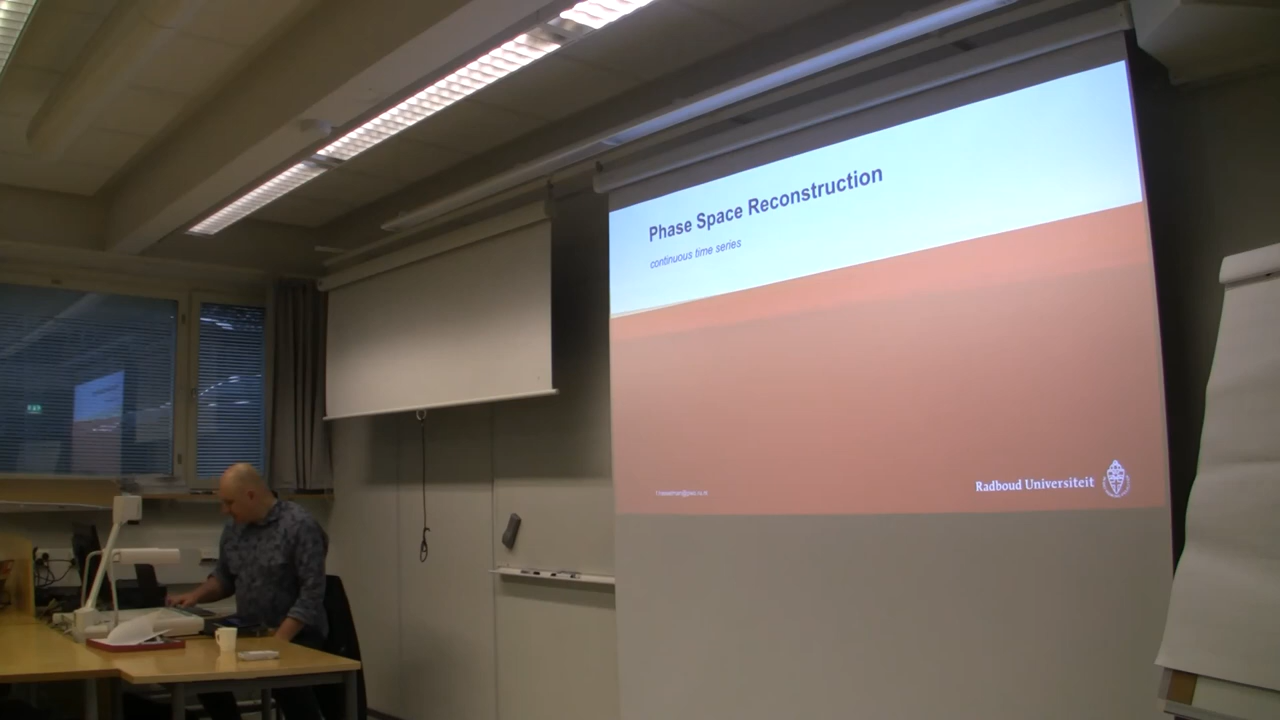 Phase Space Reconstruction
continuous time series
Radboud Universiteit